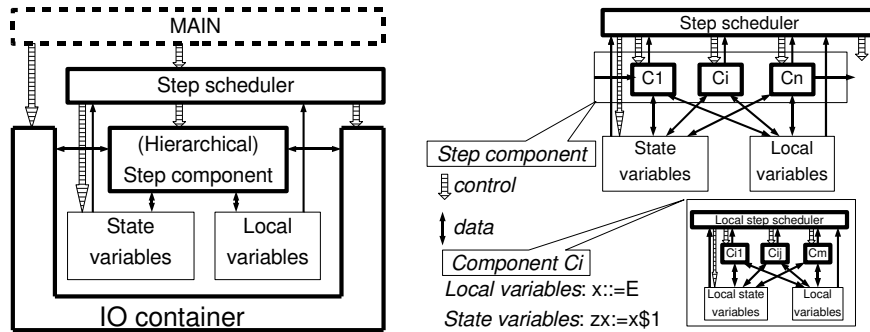 MAIN
Step scheduler
(Hierarchical)
Step component
State
variables
Local
variables
IO container
Step scheduler
C1 Ci Cn
State
variables
Local
variables
Step component
control
data
Component Ci
Local variables: x::=E
State variables: zx:=x$1
Local step scheduler
Ci1 Cij Cm
Local state
variables
Local
variables